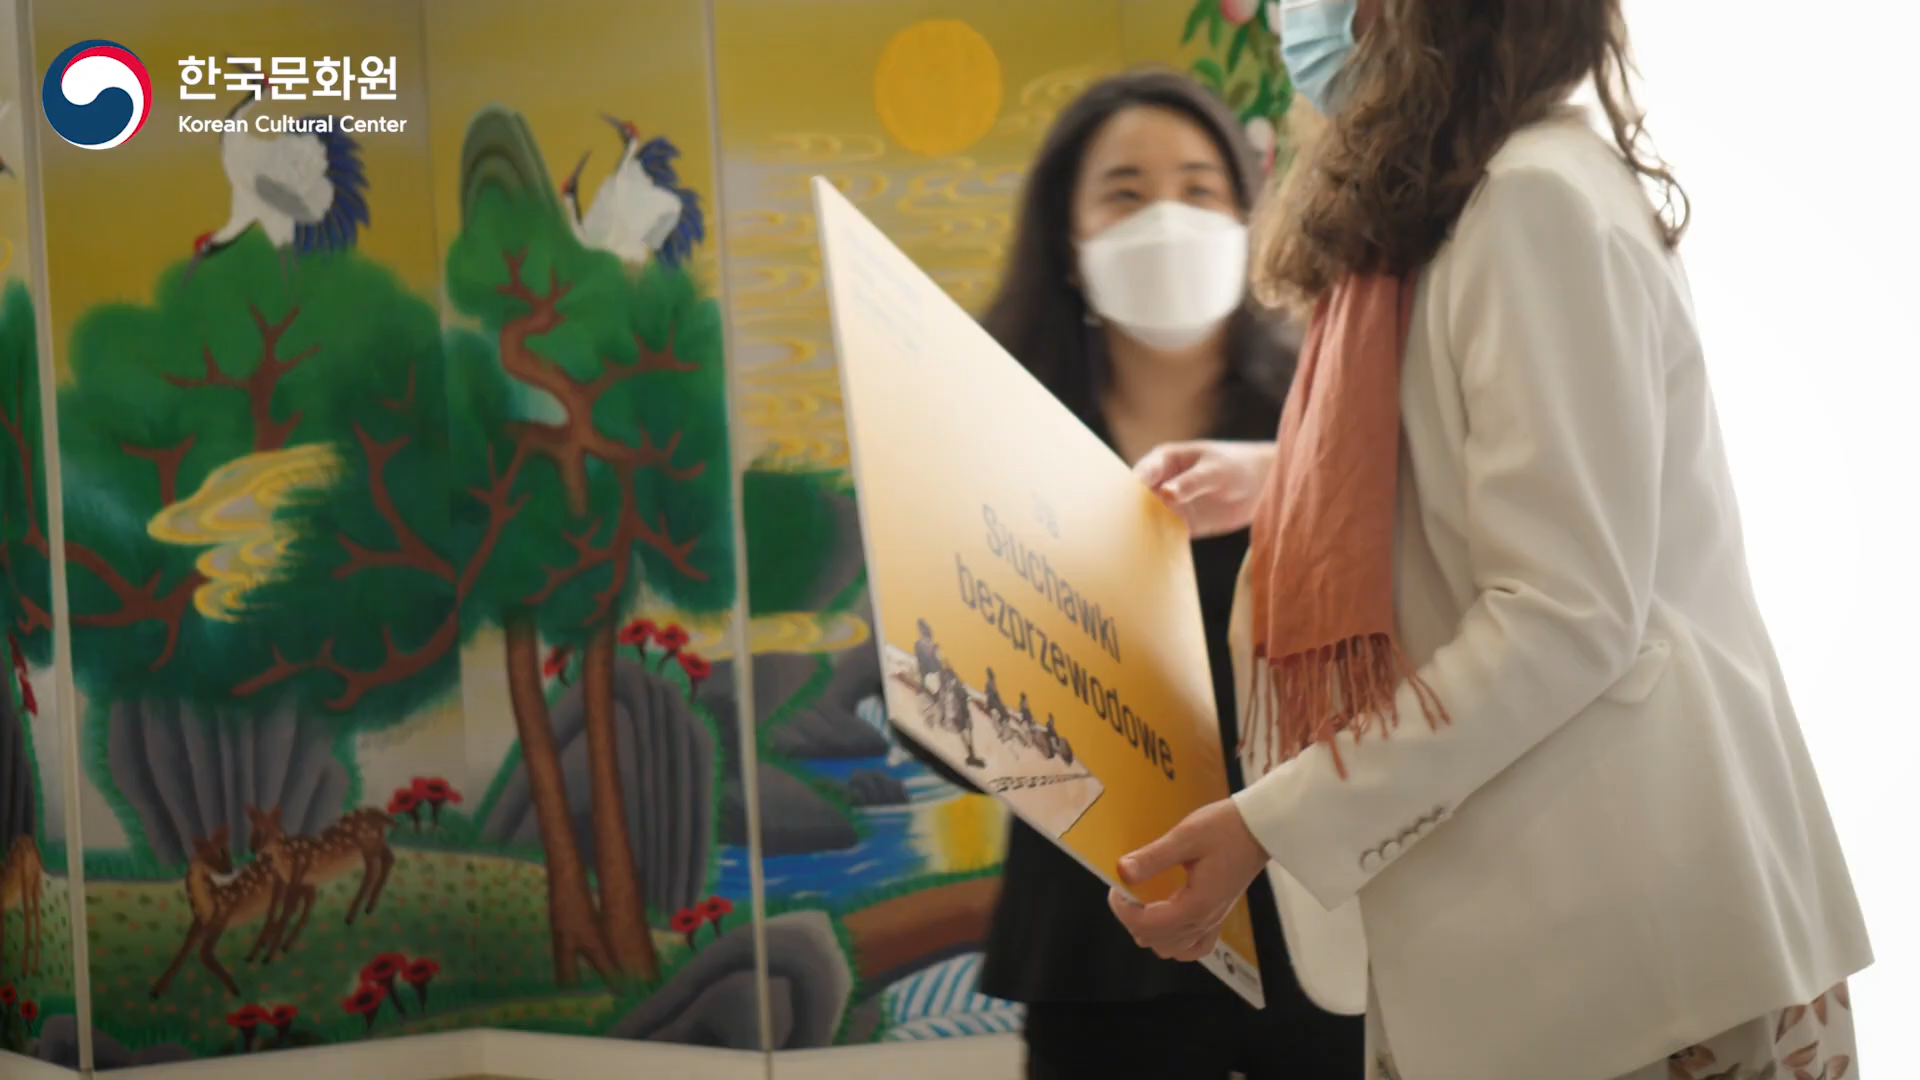 한국문화원
Korean Cultural Center
Słuchawki
bezprzewodowe